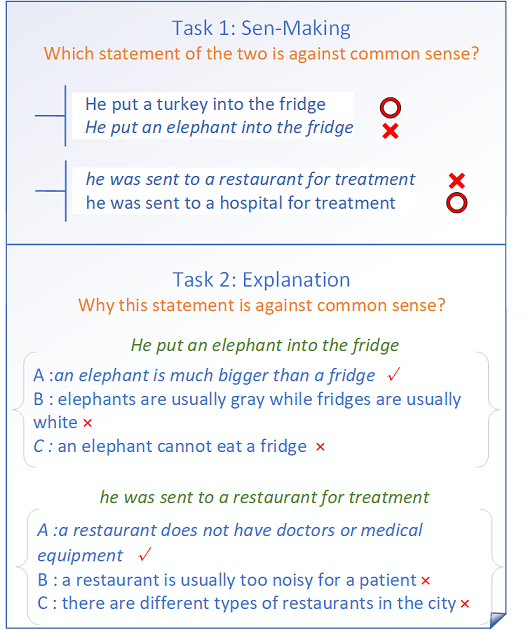 Task 1: Sen-Making
Which statement of the two is against common sense?
He put a turkey into the fridge
He put an elephant into the fridge
he was sent to a restaurant for treatment
he was sent to a hospital for treatment
Task 2: Explanation
Why this statement is against common sense?
He put an elephant into the fridge
A :an elephant is much bigger than a fridge ✓
B : elephants are usually gray while fridges are usually
white ×
C : an elephant cannot eat a fridge ×
he was sent to a restaurant for treatment
A :a restaurant does not have doctors or medical
equipment ✓
B : a restaurant is usually too noisy for a patient ×
C : there are different types of restaurants in the city ×